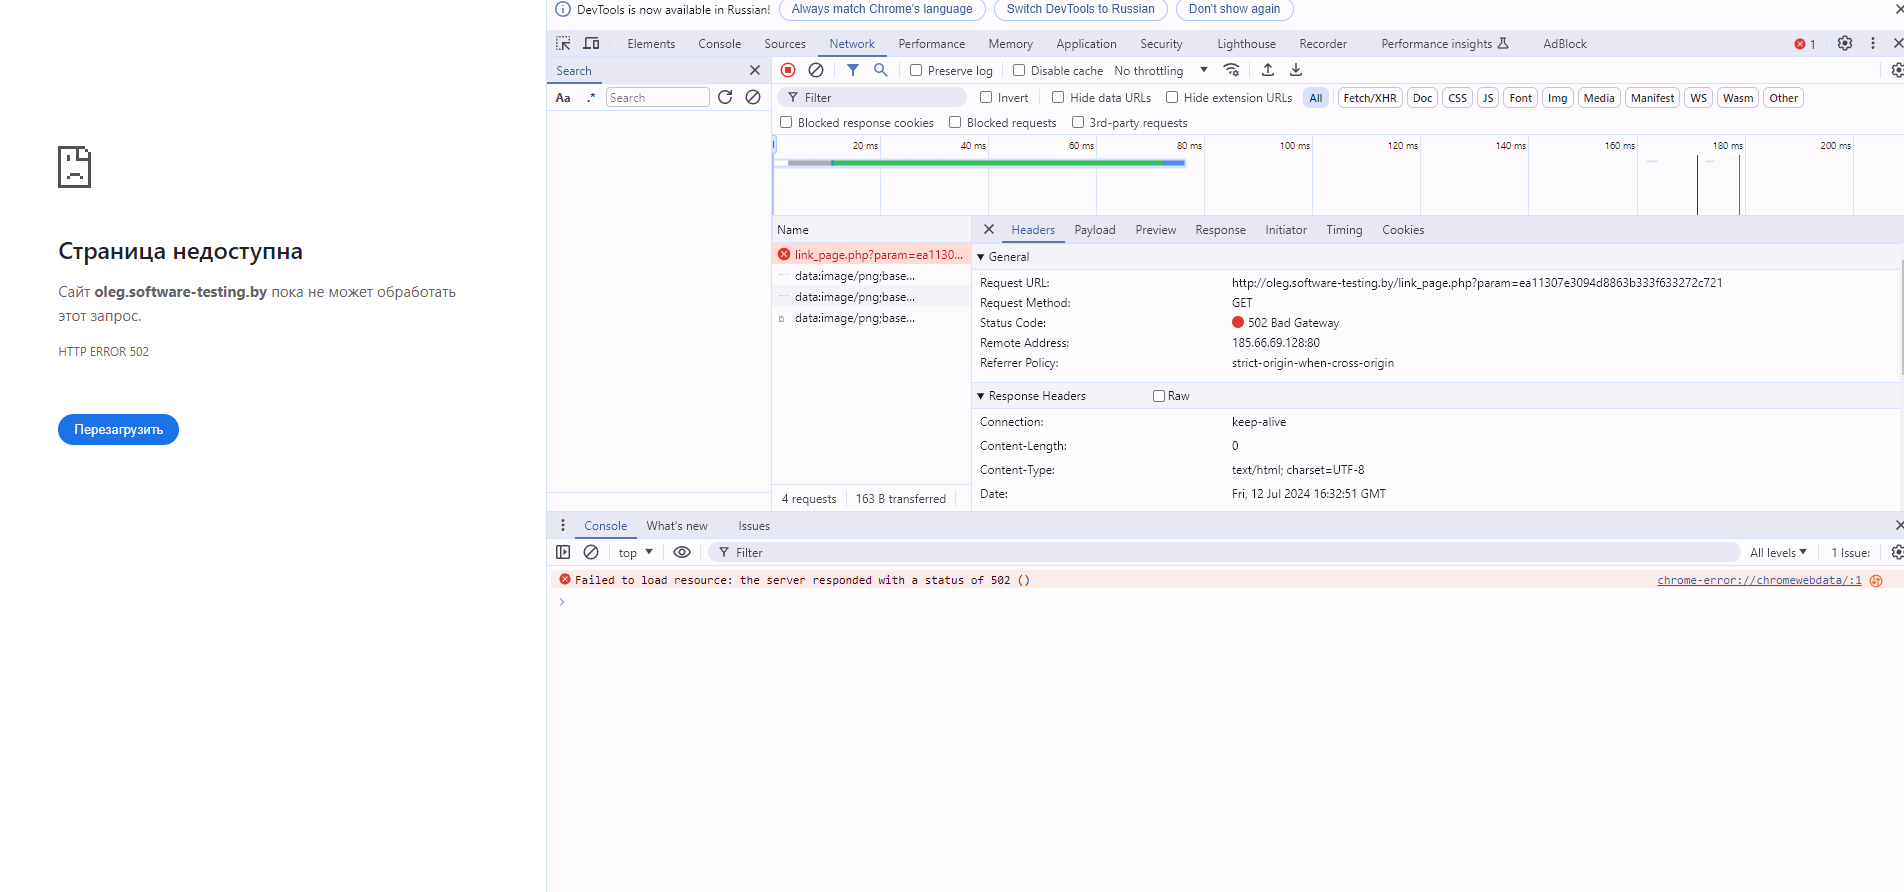 DevTools is now available in Russian!
Always match Chrome's language
Switch DevTools to Russian
Don't show again
Elements
Console
Sources
Network
Performance
Memory
Application
Security
Lighthouse
Recorder
Performance insights
AdBlock
1
Search
Preserve log
Disable cache
No throttling
Aa
.*
Search
Filter
Invert
Hide data URLs
Hide extension URLs
All
Fetch/XHR
Doc
CSS
JS
Font
Img
Media
Manifest
WS
Wasm
Other
Blocked response cookies
Blocked requests
3rd-party requests
20 ms
40 ms
60 ms
80 ms
100 ms
120 ms
140 ms
160 ms
180 ms
200 ms
Страница недоступна
Сайт oleg.software-testing.by пока не может обработать
этот запрос.
HTTP ERROR 502
Перезагрузить
Name
link_page.php?param=ea1130...
data:image/png;base...
data:image/png;base...
data:image/png;base...
4 requests
163 B transferred
Headers
Payload
Preview
Response
Initiator
Timing
Cookies
General
Request URL:
http://oleg.software-testing.by/link_page.php?param=ea11307e3094d8863b333f633272c721
Request Method:
GET
Status Code:
502 Bad Gateway
Remote Address:
185.66.69.128:80
Referrer Policy:
strict-origin-when-cross-origin
Response Headers
Raw
Connection:
keep-alive
Content-Length:
0
Content-Type:
text/html; charset=UTF-8
Date:
Fri, 12 Jul 2024 16:32:51 GMT
Console
What's new
Issues
top
Filter
All levels
1 Issue:
Failed to load resource: the server responded with a status of 502 ()
chrome-error://chromewebdata/:1